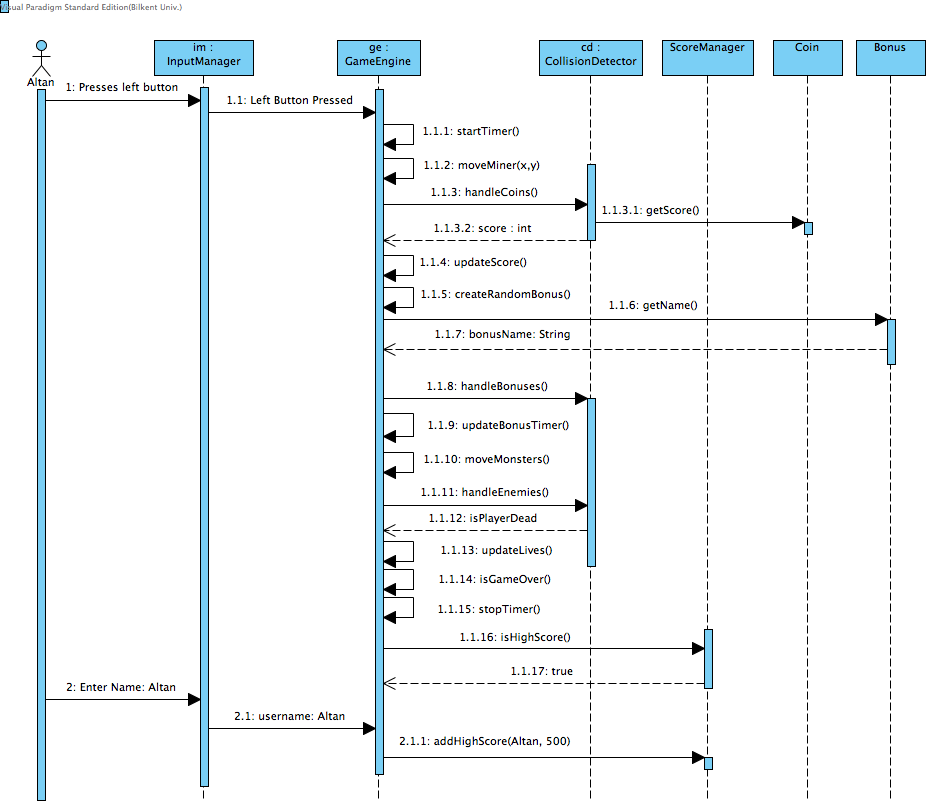 Visual Paradigm Standard Edition(Bilkent Univ.)
im :
InputManager
ge :
GameEngine
cd :
CollisionDetector
ScoreManager
Coin
Bonus
Altan
1: Presses left button
1.1: Left Button Pressed
1.1.1: startTimer()
1.1.2: moveMiner(x,y)
1.1.3: handleCoins()
1.1.3.1: getScore()
1.1.3.2: score : int
1.1.4: updateScore()
1.1.5: createRandomBonus()
1.1.6: getName()
1.1.7: bonusName: String
1.1.8: handleBonuses()
1.1.9: updateBonusTimer()
1.1.10: moveMonsters()
1.1.11: handleEnemies()
1.1.12: isPlayerDead
1.1.13: updateLives()
1.1.14: isGameOver()
1.1.15: stopTimer()
1.1.16: isHighScore()
1.1.17: true
2: Enter Name: Altan
2.1: username: Altan
2.1.1: addHighScore(Altan, 500)